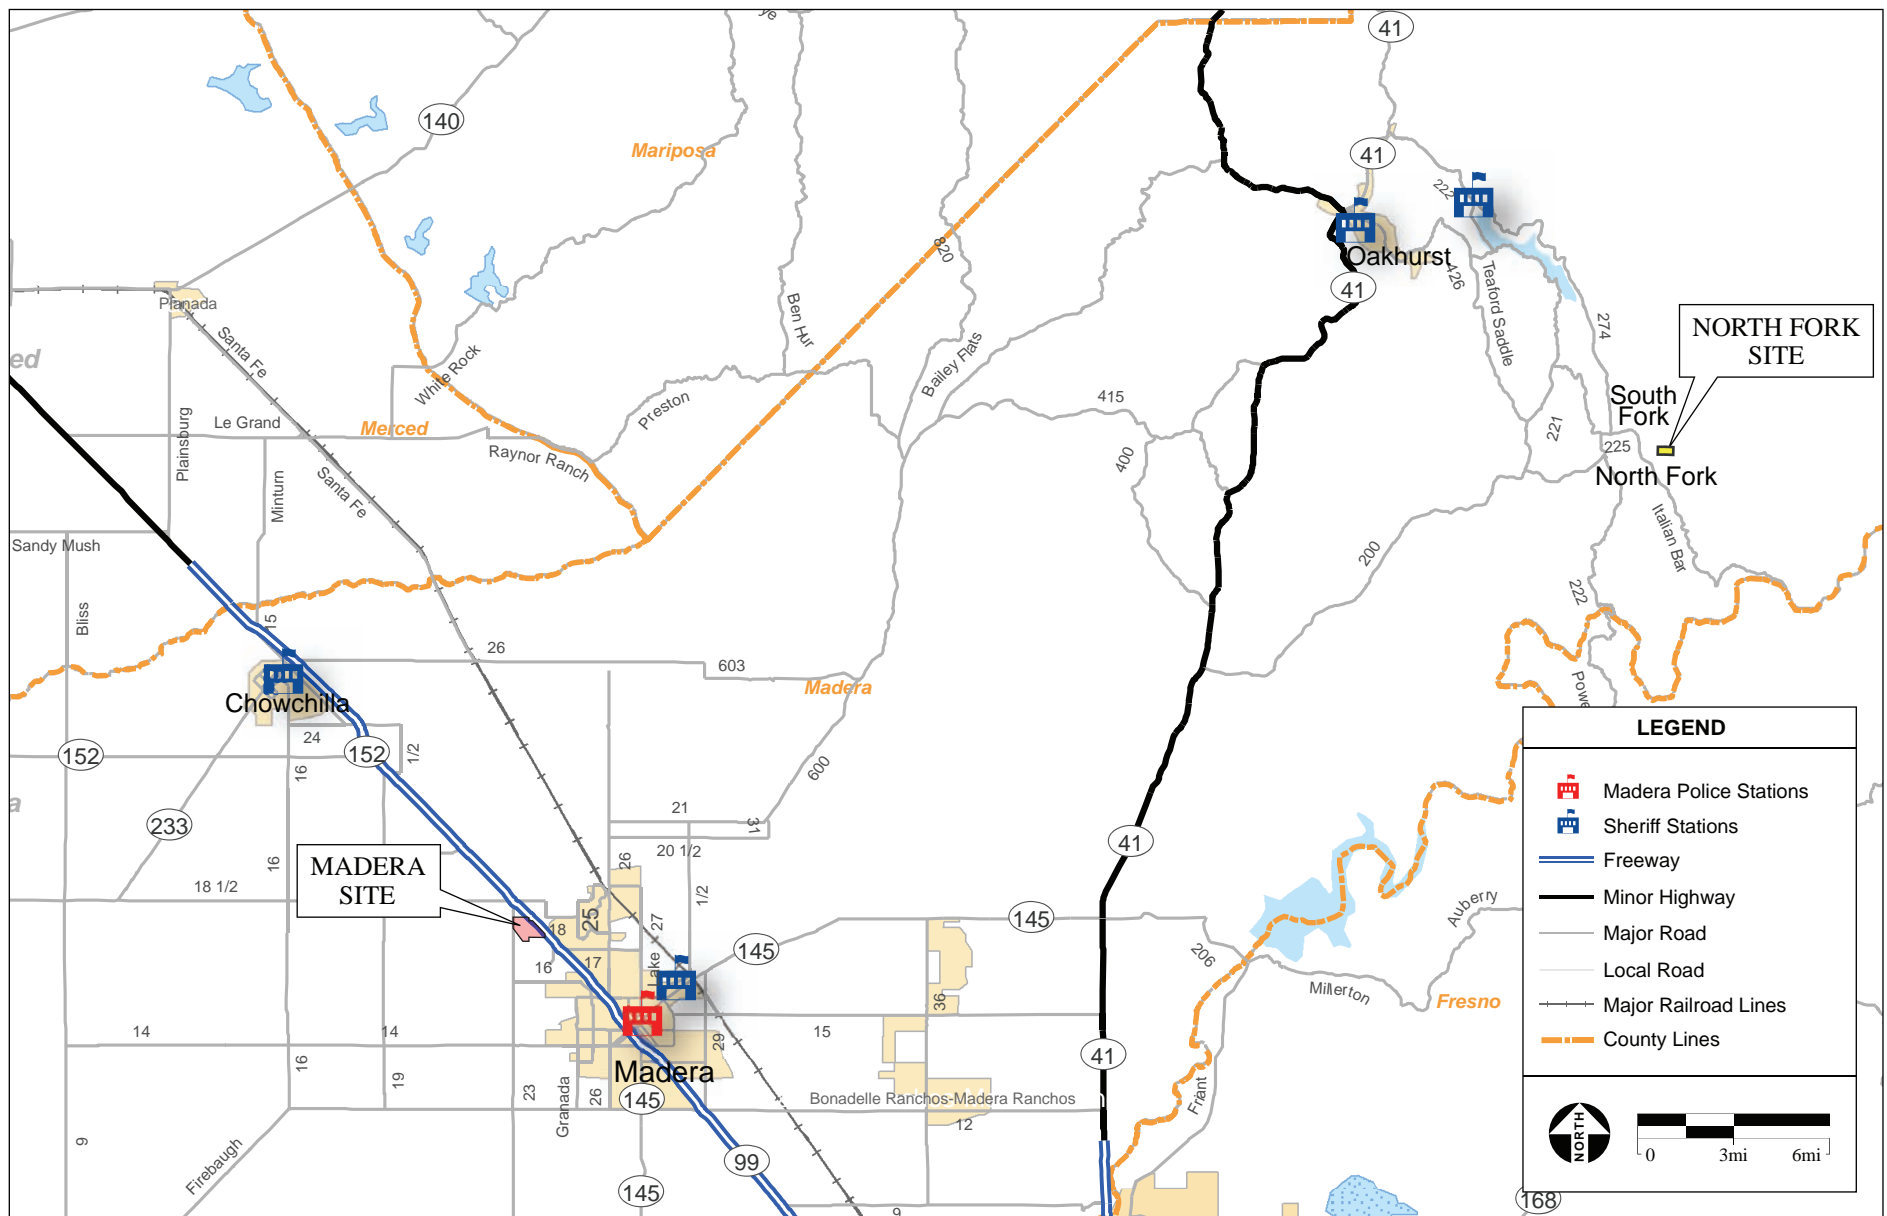 ye
41
140
Mariposa
41
222
820
Oakhurst
426
41
Teaford Saddle
274
NORTH FORK
SITE
Planada
Santa Fe
Ben Hur
White Rock
Bailey Flats
ed
Preston
415
South
Fork
Le Grand
Merced
Plainsburg
Raynor Ranch
400
221
225
North Fork
Santa Fe
Minturn
Italian Bar
Sandy Mush
200
222
Bliss
15
26
603
Madera
Powe
Chowchilla
24
152
152
1/2
16
600
a
233
21
31
20 1/2
41
16
26
MADERA
SITE
18 1/2
1/2
25
27
18
145
145
Auberry
206
Lake
17
16
Millerton
Fresno
36
14
14
15
29
41
16
19
Madera
23
Granada
26
145
Bonadelle Ranchos-Madera Ranchos
n
12
Friant
9
Firebaugh
99
145
9
168
LEGEND
Madera Police Stations
Sheriff Stations
Freeway
Minor Highway
Major Road
Local Road
Major Railroad Lines
County Lines
NORTH
0 3mi 6mi